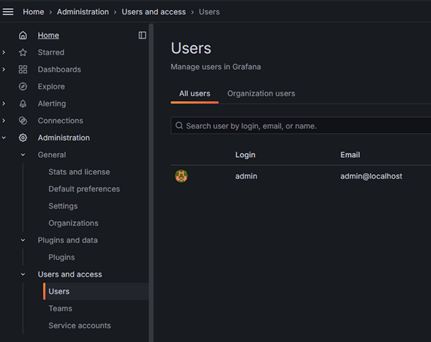 Home › Administration › Users and access › Users
Home
Starred
Dashboards
Explore
Alerting
Connections
Administration
General
Stats and license
Default preferences
Settings
Organizations
Plugins and data
Plugins
Users and access
Users
Teams
Service accounts
Users
Manage users in Grafana
All users Organization users
Search user by login, email, or name.
Login Email
admin admin@localhost